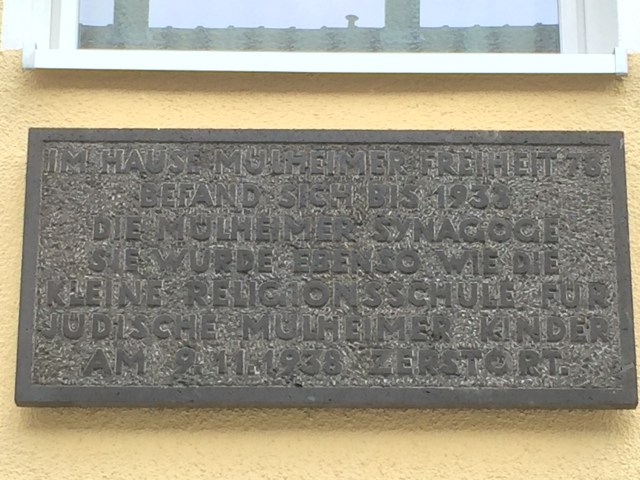 IM HAUSE MÜLHEIMER FREIHEIT 78
BEFAND SICH BIS 1938
DIE MÜLHEIMER SYNAGOGE
SIE WURDE EBENSO WIE DIE
KLEINE RELIGIONSSCHULE FÜR
JÜDISCHE MÜLHEIMER KINDER
AM 9.11.1938 ZERSTÖRT.